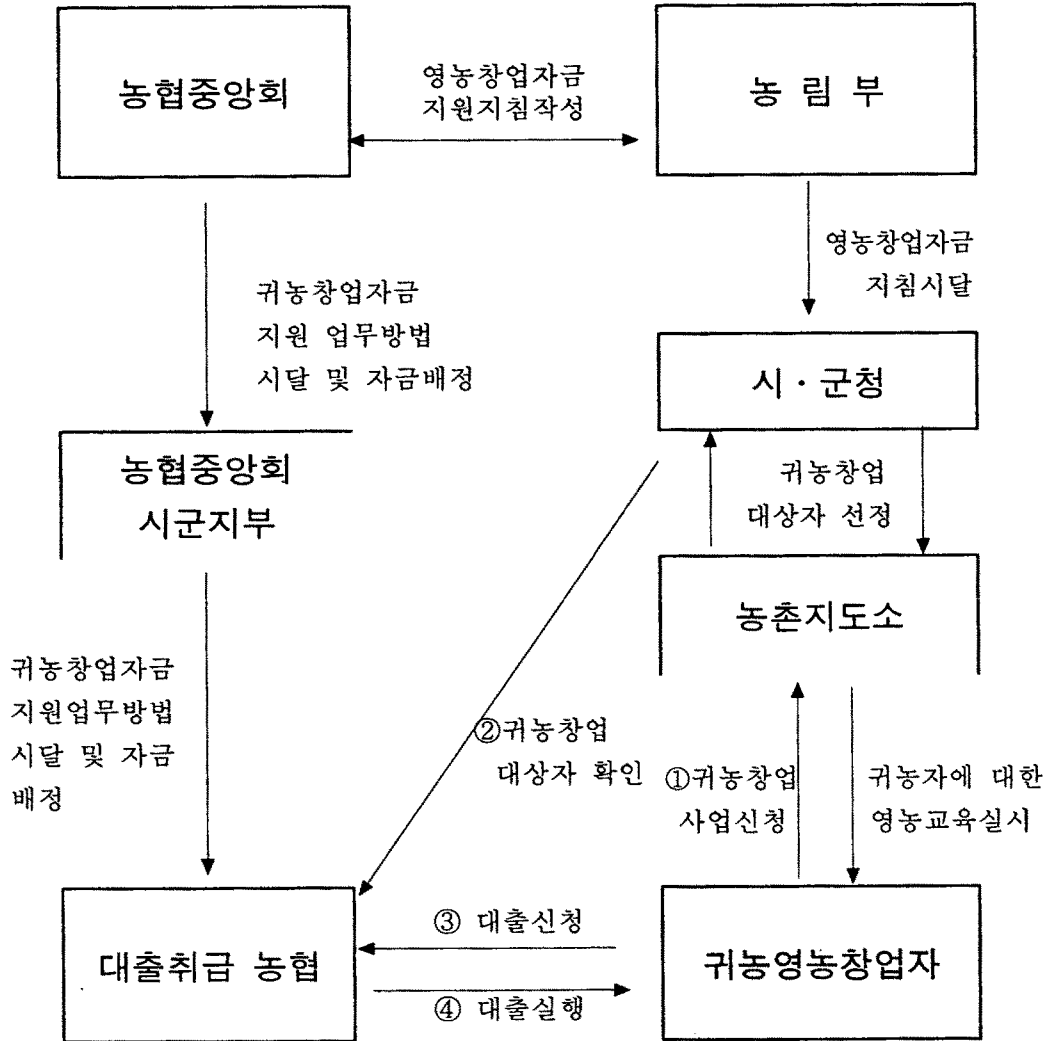 농협중앙회
영농창업자금
지원지침작성
농 림 부
영농창업자금
지침시달
귀농창업자금
지원 업무방법
시달 및 자금배정
시 · 군청
농협중앙회
시군지부
귀농창업
대상자 선정
농촌지도소
귀농창업자금
지원업무방법
시달 및 자금
배정
②귀농창업
대상자 확인
①귀농창업
사업신청
귀농자에 대한
영농교육실시
대출취급 농협
③ 대출신청
④ 대출실행
귀농영농창업자